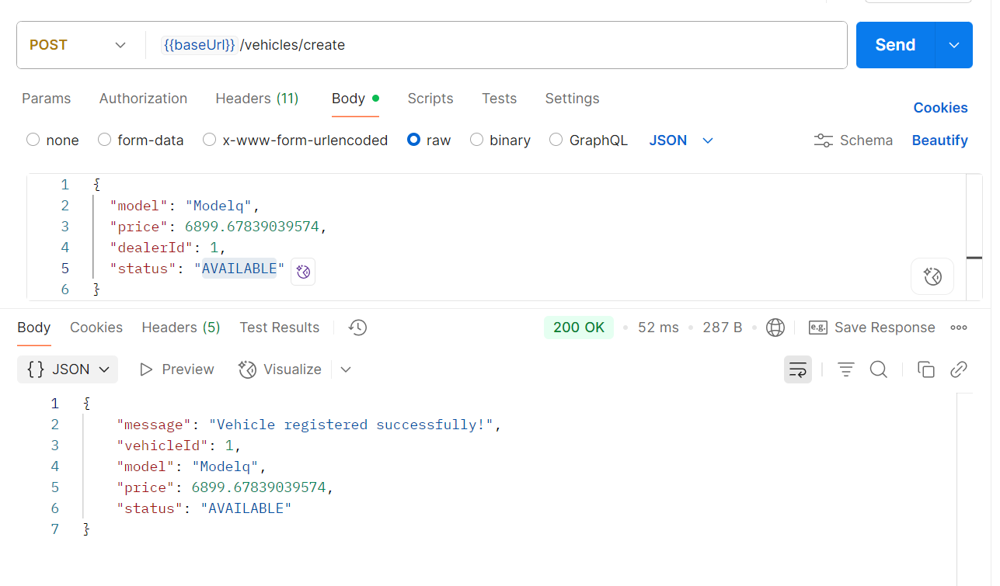 POST {{baseUrl}} /vehicles/create Send
Params Authorization Headers (11) Body Scripts Tests Settings Cookies
none form-data x-www-form-urlencoded raw binary GraphQL JSON Schema Beautify
1 {
2 "model": "Modelq",
3 "price": 6899.67839039574,
4 "dealerId": 1,
5 "status": "AVAILABLE"
6 }
Body Cookies Headers (5) Test Results 200 OK 52 ms 287 B e.g. Save Response
{} JSON Preview Visualize
1 {
2 "message": "Vehicle registered successfully!",
3 "vehicleId": 1,
4 "model": "Modelq",
5 "price": 6899.67839039574,
6 "status": "AVAILABLE"
7 }